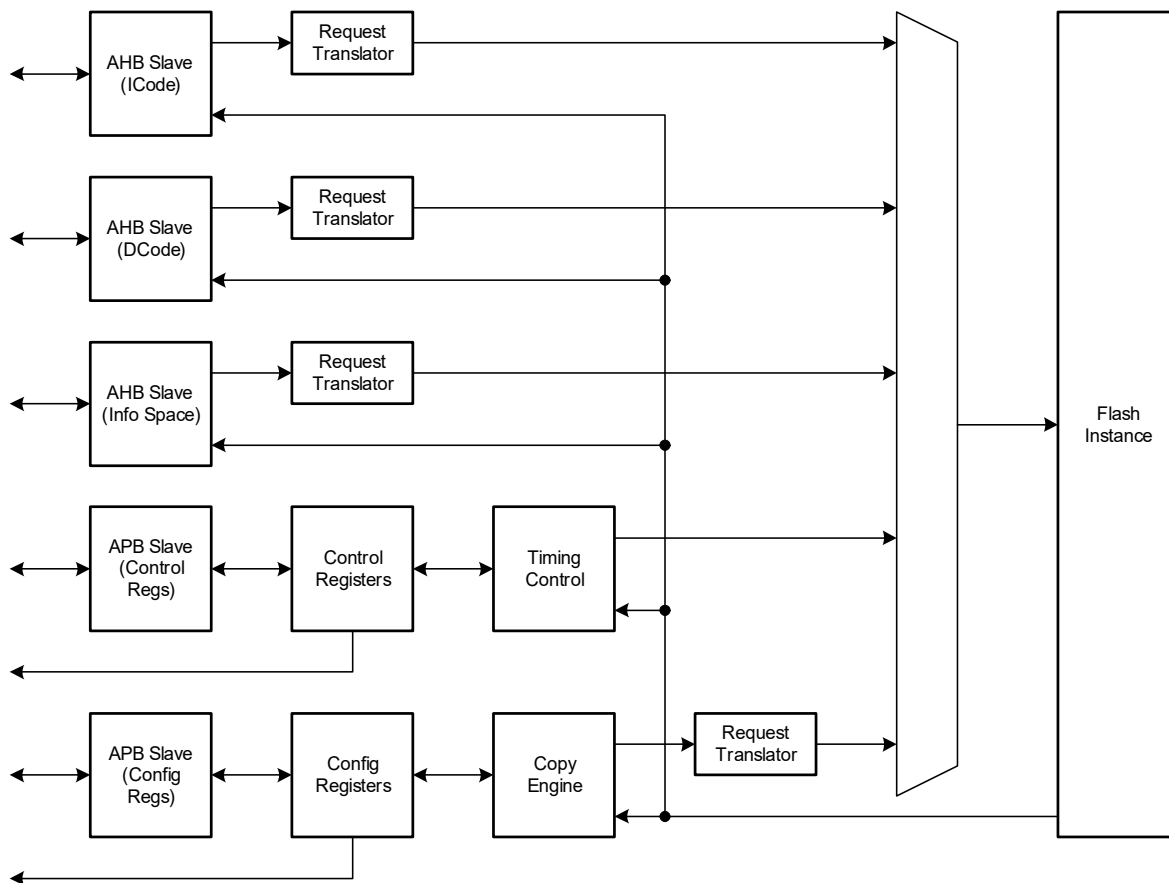 AHB Slave
(ICode)
Request
Translator
AHB Slave
(DCode)
Request
Translator
AHB Slave
(Info Space)
Request
Translator
Flash
Instance
APB Slave
(Control
Regs)
Control
Registers
Timing
Control
APB Slave
(Config
Regs)
Config
Registers
Copy
Engine
Request
Translator